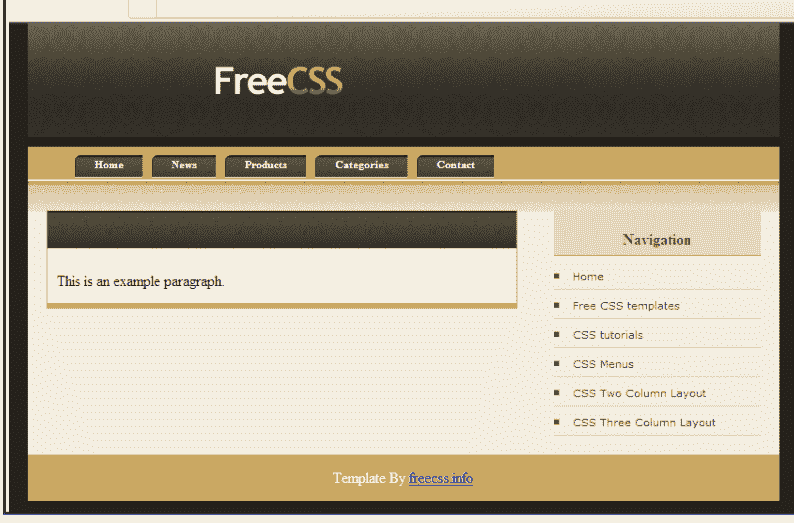 FreeCSS
Home News Products Categories Contact
Navigation
This is an example paragraph.
Home
Free CSS templates
CSS tutorials
CSS Menus
CSS Two Column Layout
CSS Three Column Layout
Template By freecss.info